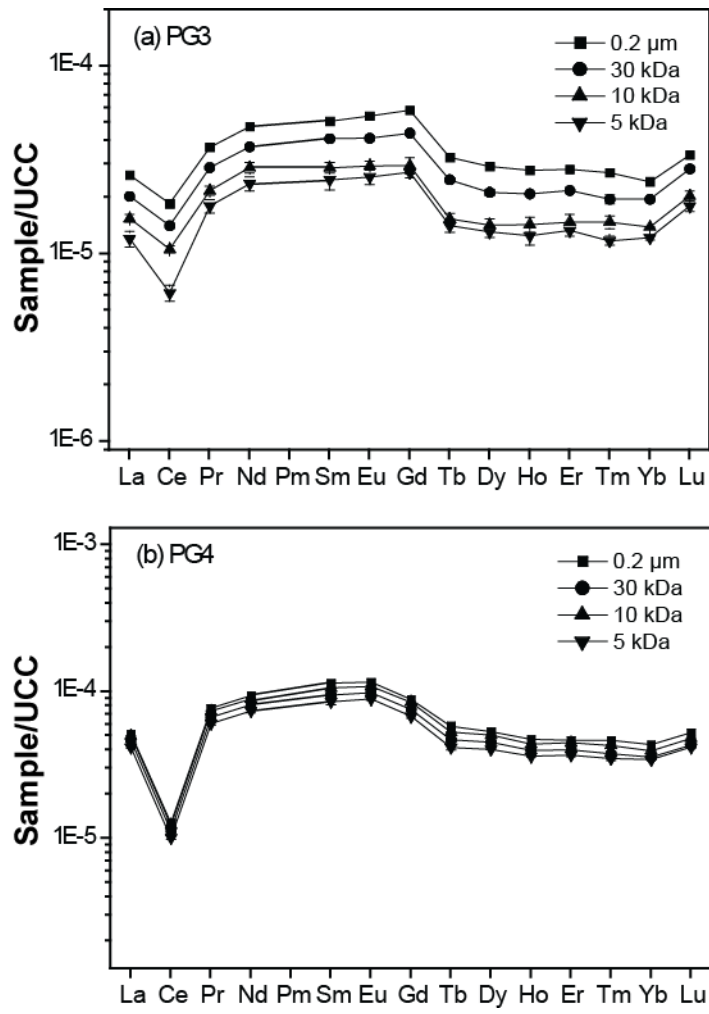 (a) PG3
0.2 µm
30 kDa
10 kDa
5 kDa
1E-4
1E-5
1E-6
Sample/UCC
La Ce Pr Nd Pm Sm Eu Gd Tb Dy Ho Er Tm Yb Lu
(b) PG4
0.2 µm
30 kDa
10 kDa
5 kDa
1E-3
1E-4
1E-5
Sample/UCC
La Ce Pr Nd Pm Sm Eu Gd Tb Dy Ho Er Tm Yb Lu